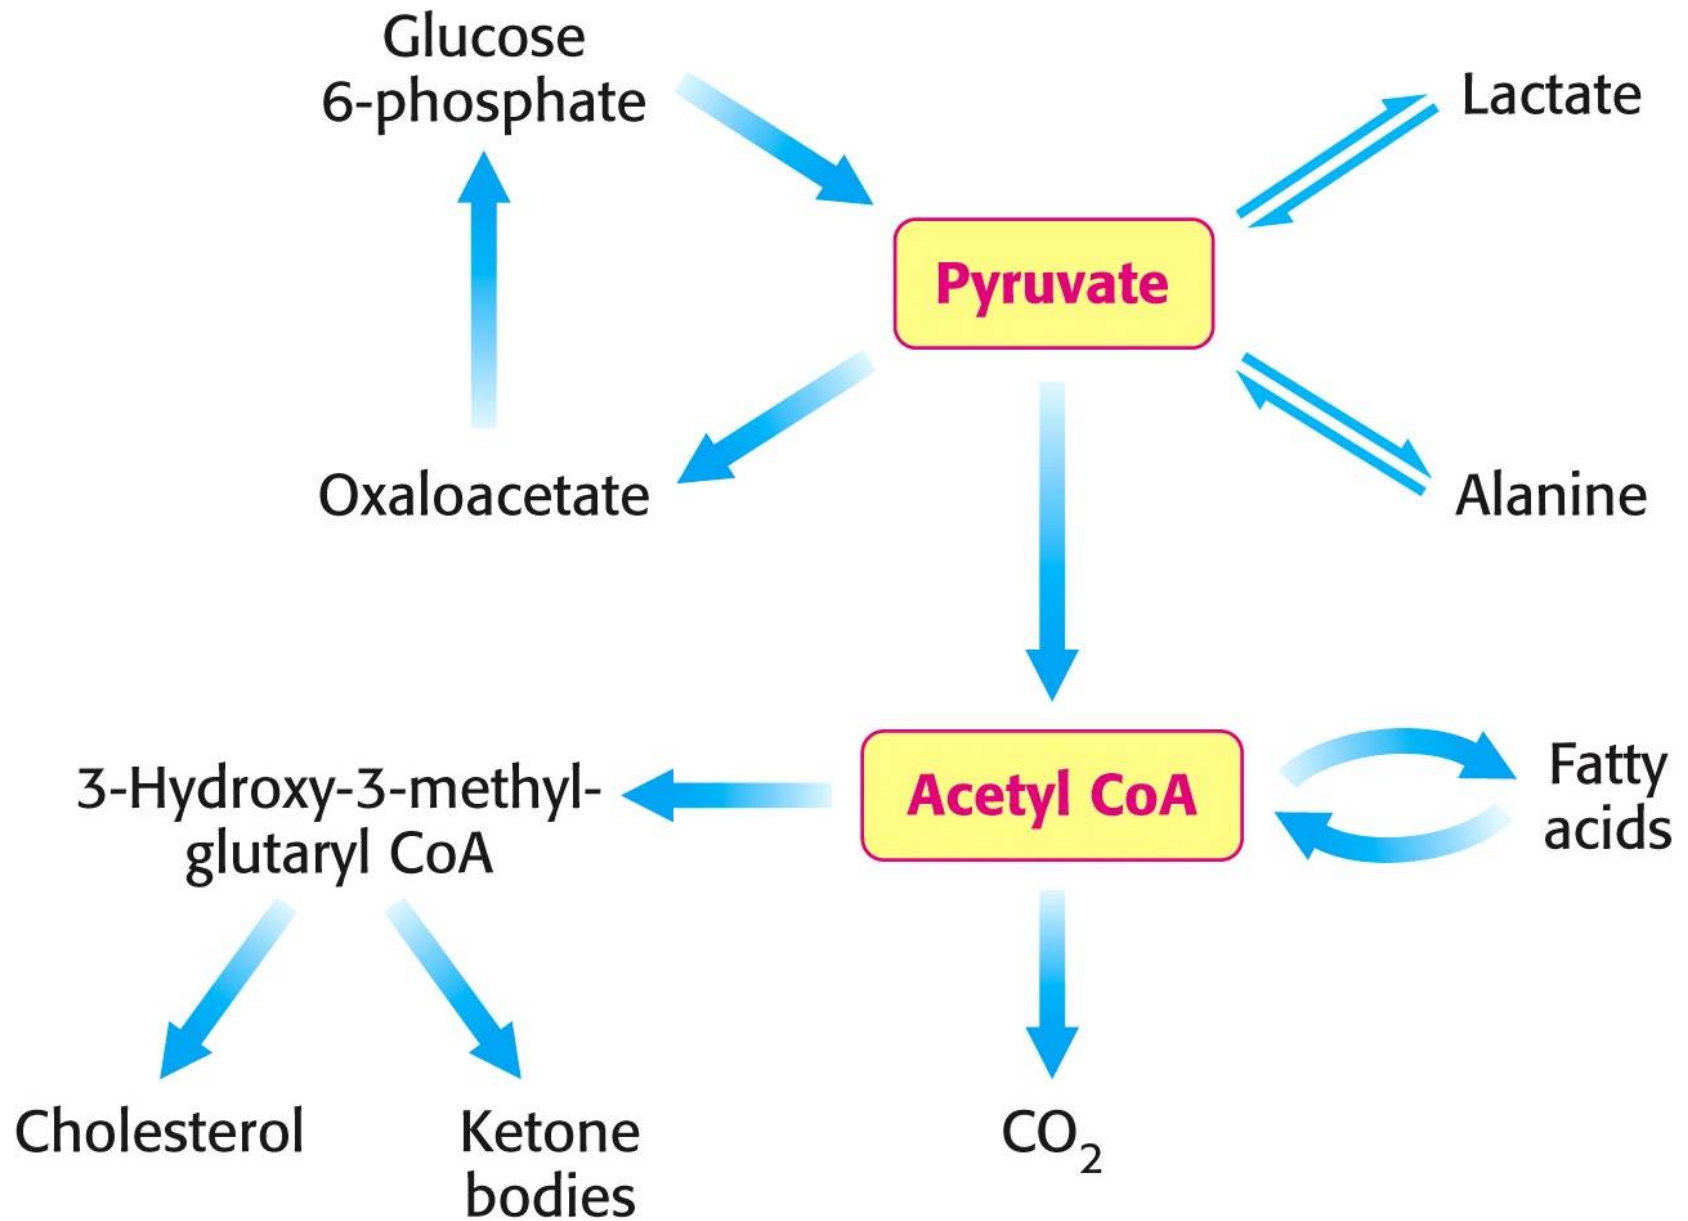 Glucose
6-phosphate
Lactate
Pyruvate
Oxaloacetate
Alanine
3-Hydroxy-3-methyl-
glutaryl CoA
Acetyl CoA
Fatty
acids
Cholesterol
Ketone
bodies
CO₂